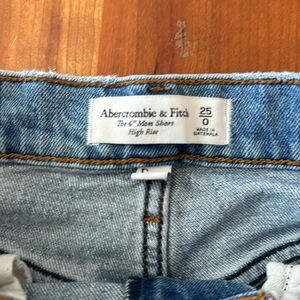 Abercrombie & Fitch
The 4" Mom Short
High Rise
25
0
MADE IN
GUATEMALA